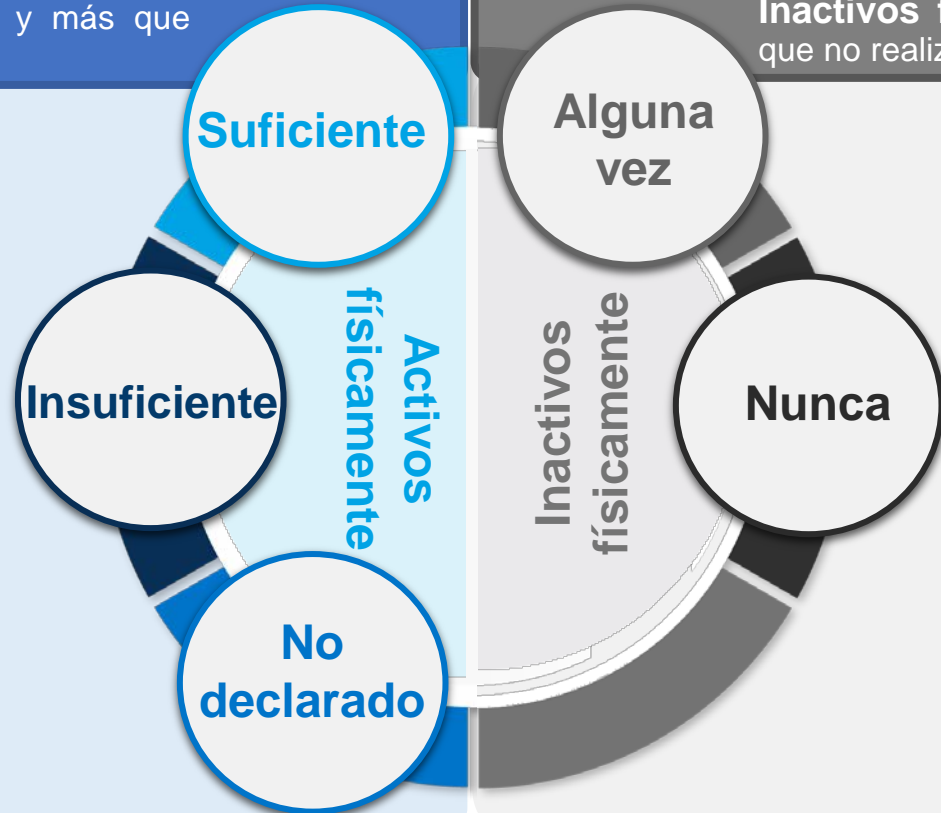 y más que
Inactivos
que no realiz
Suficiente
Alguna
vez
Activos
físicamente
Inactivos
físicamente
Insuficiente
Nunca
No
declarado